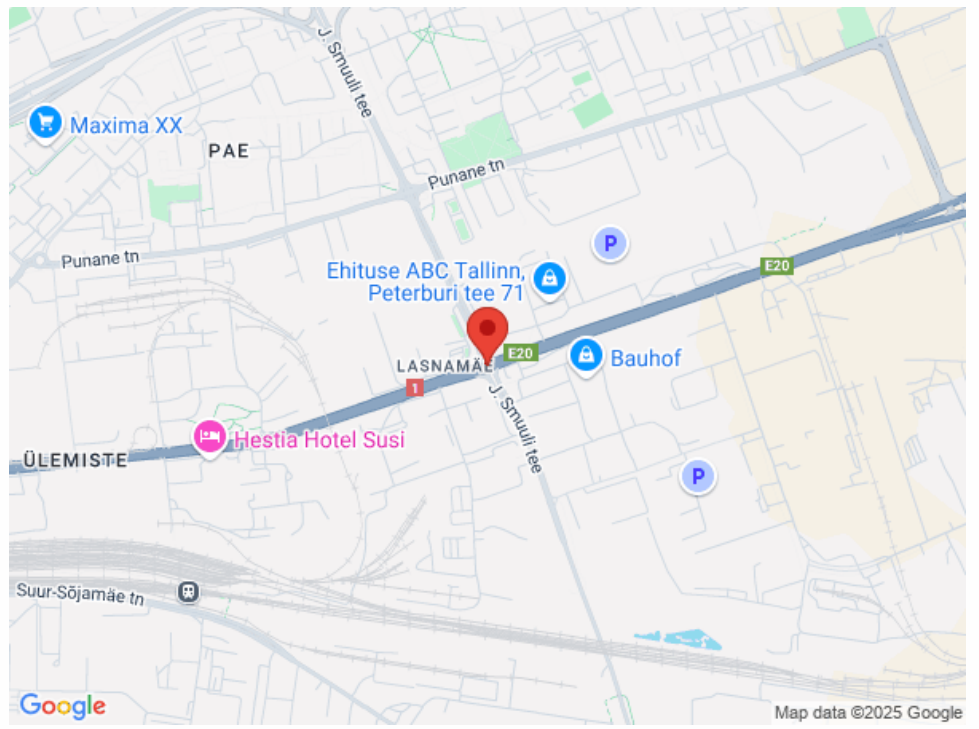 J. Smuuli tee
Maxima XX
PAE
Punane tn
P
Punane tn
Ehituse ABC Tallinn,
Peterburi tee 71
E20
E20
Bauhof
LASNAMÄE
1
J. Smuuli tee
Hestia Hotel Susi
ÜLEMISTE
P
Suur-Sõjamäe tn
Google
Map data ©2025 Google